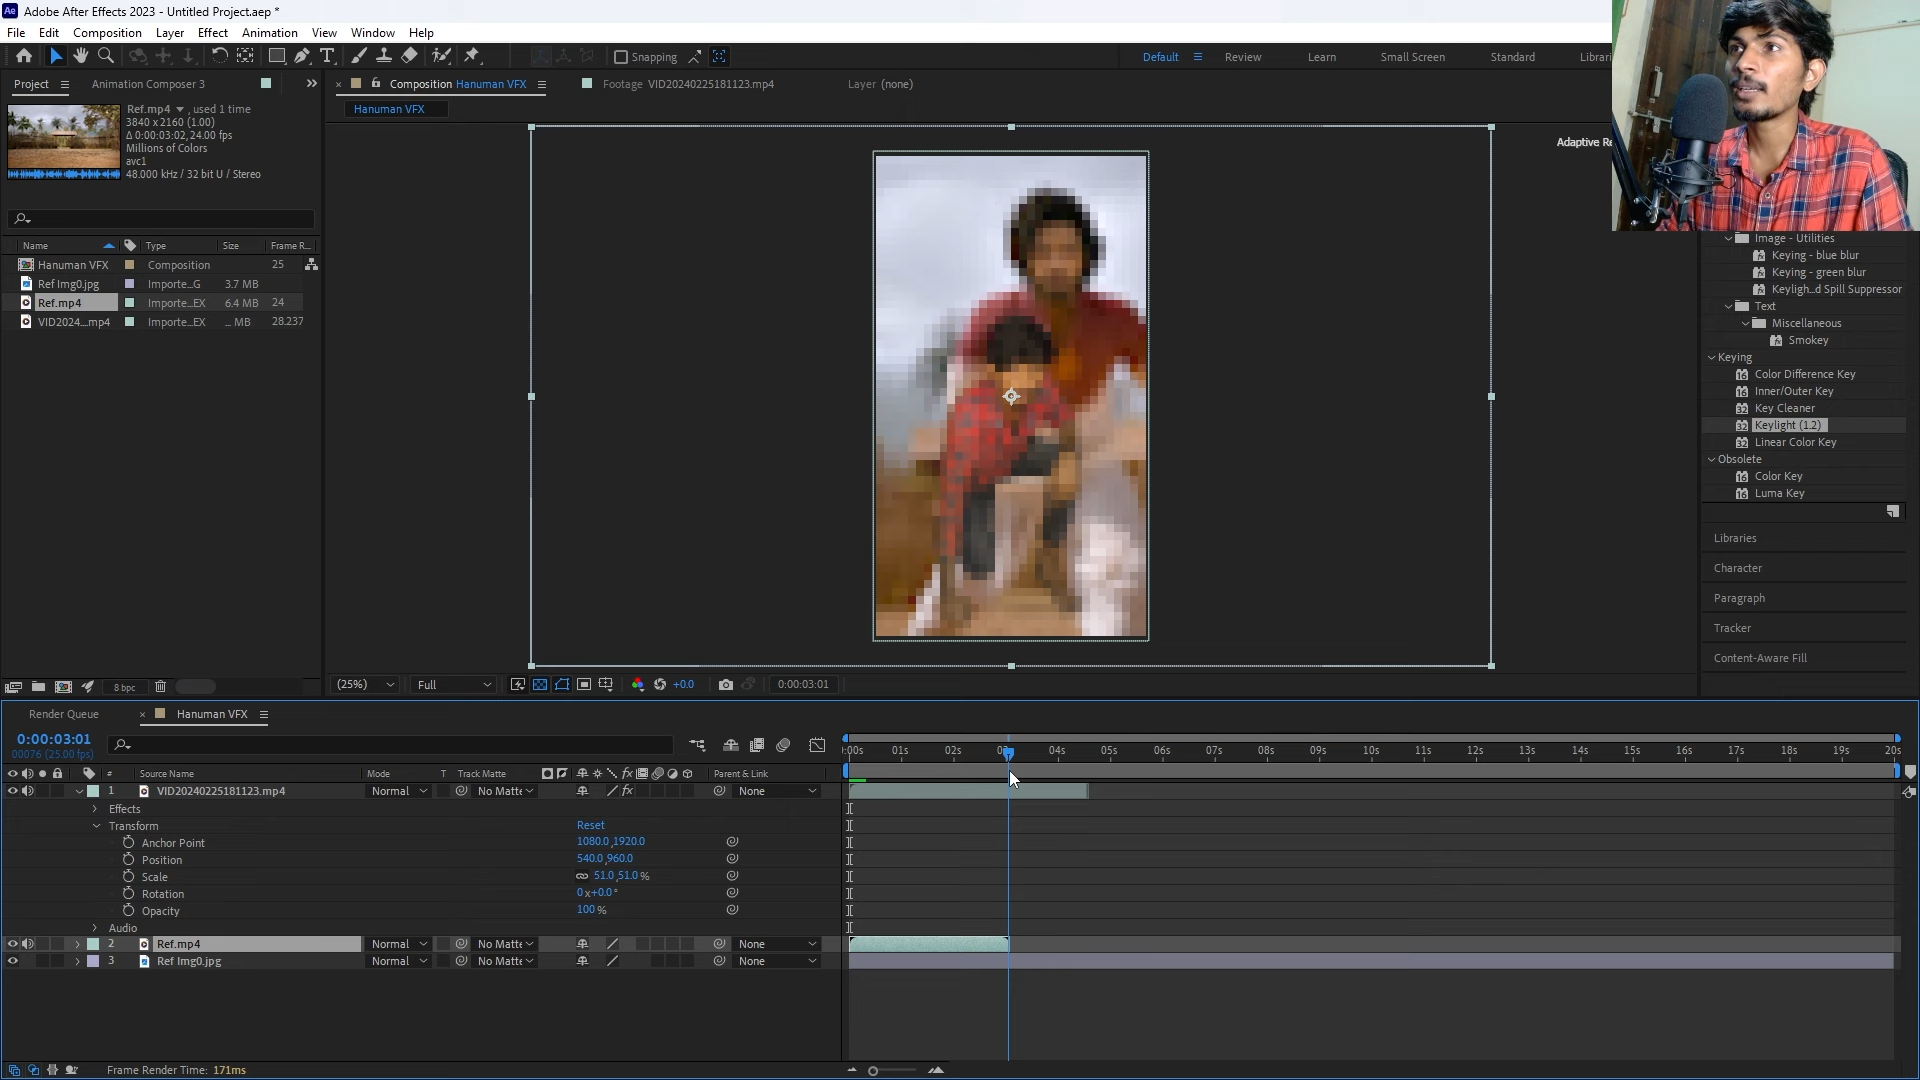 Ae Adobe After Effects 2023 - Untitled Project.aep *
File Edit Composition Layer Effect Animation View Window Help
Snapping
Default Review Learn Small Screen Standard
Project Animation Composer 3
Composition Hanuman VFX
Footage VID20240225181123.mp4
Layer (none)
Hanuman VFX
Ref.mp4 , used 1 time
3840 x 2160 (1.00)
Δ 0:00:03:02, 24.00 fps
Millions of Colors
avc1
48.000 kHz / 32 bit U / Stereo
Adaptive Re
Name Type Size Frame R...
Hanuman VFX Composition 25
Ref Img0.jpg Importe...G 3.7 MB
Ref.mp4 Importe...EX 6.4 MB 24
VID2024....mp4 Importe...EX ... MB 28.237
Image - Utilities
Keying - blue blur
Keying - green blur
Keyligh...d Spill Suppressor
Text
Miscellaneous
Smokey
Keying
Color Difference Key
Inner/Outer Key
Key Cleaner
Keylight (1.2)
Linear Color Key
Obsolete
Color Key
Luma Key
Libraries
Character
Paragraph
Tracker
Content-Aware Fill
8 bpc
(25%) Full +0.0 0:00:03:01
Render Queue Hanuman VFX
0:00:03:01
00076 (25.00 fps)
:00s 01s 02s 04s 05s 06s 07s 08s 09s 10s 11s 12s 13s 14s 15s 16s 17s 18s 19s 20s
# Source Name Mode T Track Matte fx Parent & Link
1 VID20240225181123.mp4 Normal No Matte fx None
Effects
Transform Reset
Anchor Point 1080.0,1920.0
Position 540.0,960.0
Scale 51.0,51.0 %
Rotation 0x+0.0°
Opacity 100 %
Audio
2 Ref.mp4 Normal No Matte None
3 Ref Img0.jpg Normal No Matte None
Frame Render Time: 171ms